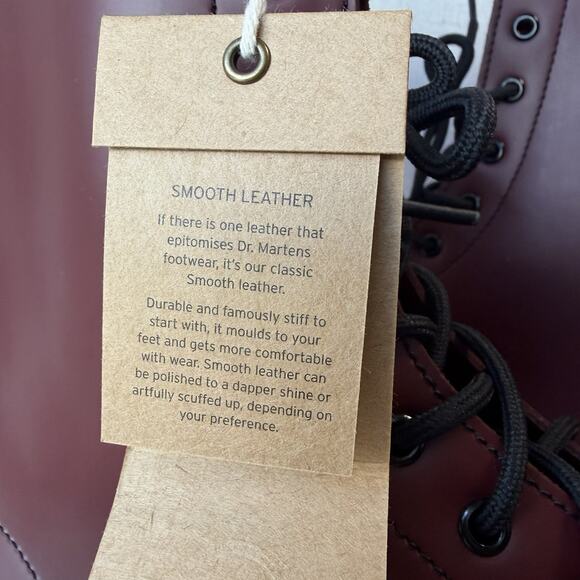 SMOOTH LEATHER
If there is one leather that
epitomises Dr. Martens
footwear, it's our classic
Smooth leather.
Durable and famously stiff to
start with, it moulds to your
feet and gets more comfortable
with wear. Smooth leather can
be polished to a dapper shine or
artfully scuffed up, depending on
your preference.